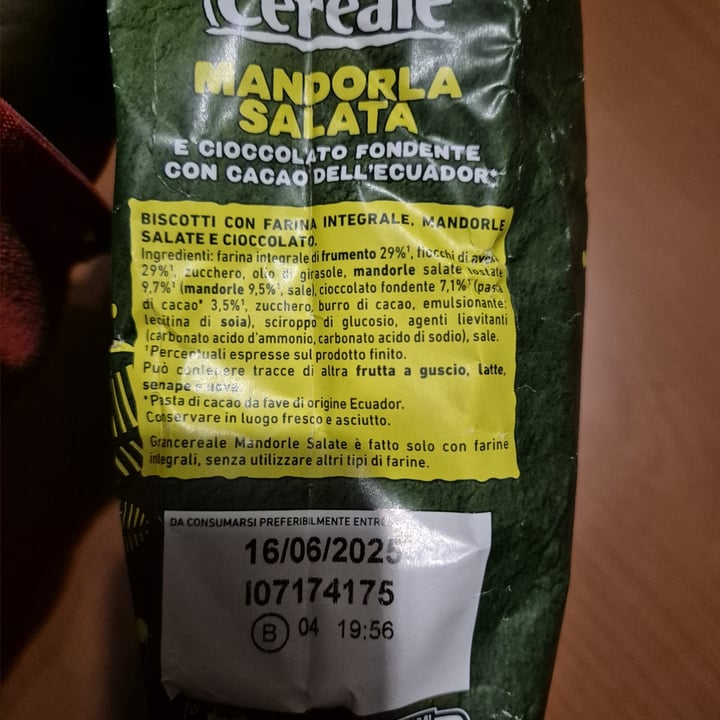 Cereale
MANDORLA
SALATA
E CIOCCOLATO FONDENTE
CON CACAO DELL'ECUADOR*
BISCOTTI CON FARINA INTEGRALE, MANDORLE
SALATE E CIOCCOLATO.
Ingredienti: farina integrale di frumento 29%¹, fiocchi di avena
29%¹, zucchero, olio di girasole, mandorle salate tostate
9.7%¹ (mandorle 9,5%¹, sale), cioccolato fondente 7,1%¹ (pasta
di cacao* 3,5%¹, zucchero, burro di cacao, emulsionante:
lecitina di soia), sciroppo di glucosio, agenti lievitanti
(carbonato acido d'ammonio, carbonato acido di sodio), sale.
¹Percentuali espresse sul prodotto finito.
Può contenere tracce di altra frutta a guscio, latte,
senape e uova.
*Pasta di cacao da fave di origine Ecuador.
Conservare in luogo fresco e asciutto.
Grancereale Mandorle Salate è fatto solo con farine
integrali, senza utilizzare altri tipi di farine.
DA CONSUMARSI PREFERIBILMENTE ENTRO
16/06/2025
I07174175
B 04 19:56